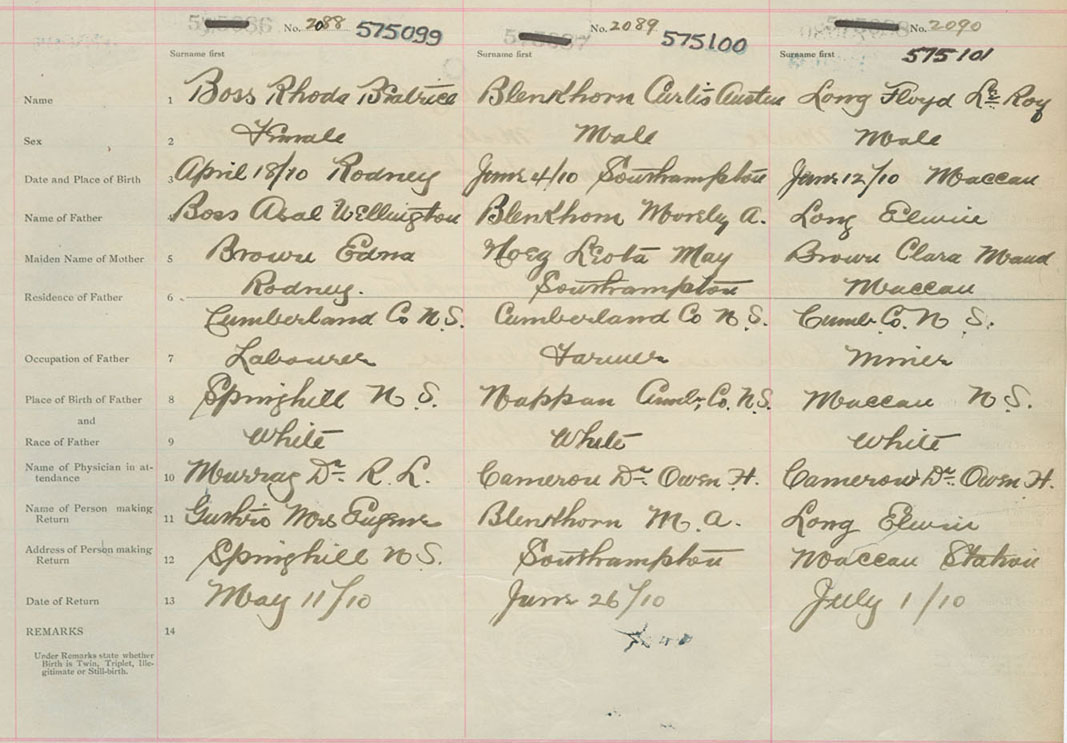 No. 2088 575099 No. 2089 575100 No. 2090 575101
Surname first Surname first Surname first
Name 1 Boss Rhoda Beatrice Blenkhorn Curtis Austen Long Floyd Le Roy
Sex 2 Female Male Male
Date and Place of Birth 3 April 18/10 Rodney June 4/10 Southampton June 12/10 Maccan
Name of Father 4 Boss Asal Wellington Blenkhorn Morely A. Long Elwin
Maiden Name of Mother 5 Brown Edna Hoeg Leota May Brown Clara Maud
Residence of Father 6 Rodney. Southampton Maccan
Cumberland Co N.S. Cumberland Co N S. Cumb. Co. N S.
Occupation of Father 7 Labourer Farmer Miner
Place of Birth of Father 8 Springhill N S. Nappan Cumb. Co. N.S. Maccan N S.
and
Race of Father 9 White White White
Name of Physician in at-
tendance 10 Murray Dr. R. L. Cameron Dr. Owen H. Cameron Dr. Owen H.
Name of Person making
Return 11 Guthro Mrs Eugene Blenkhorn M. A. Long Elwin
Address of Person making
Return 12 Springhill N S. Southampton Maccan Station
Date of Return 13 May 11/10 June 26/10 July 1/10
REMARKS 14
Under Remarks state whether
Birth is Twin, Triplet, Ille-
gitimate or Still-birth.